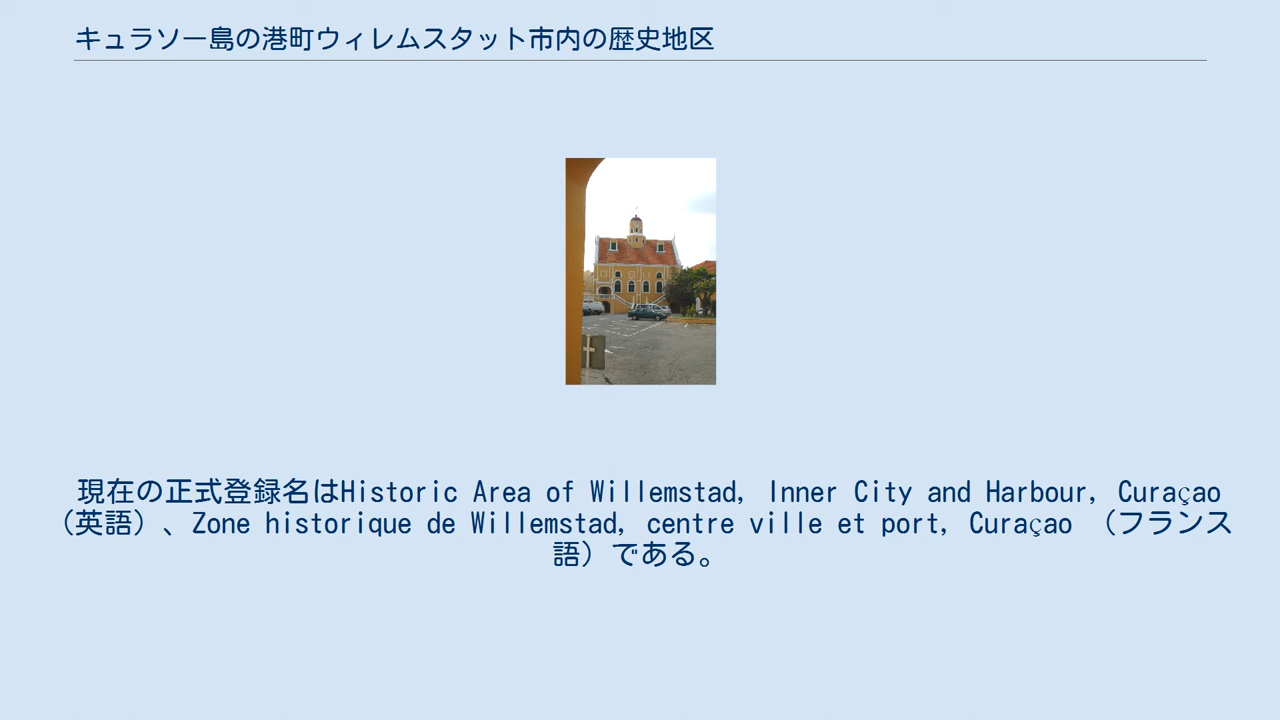 キュラソー島の港町ウィレムスタット市内の歴史地区
現在の正式登録名はHistoric Area of Willemstad, Inner City and Harbour, Curaçao
（英語）、Zone historique de Willemstad, centre ville et port, Curaçao （フランス
語）である。